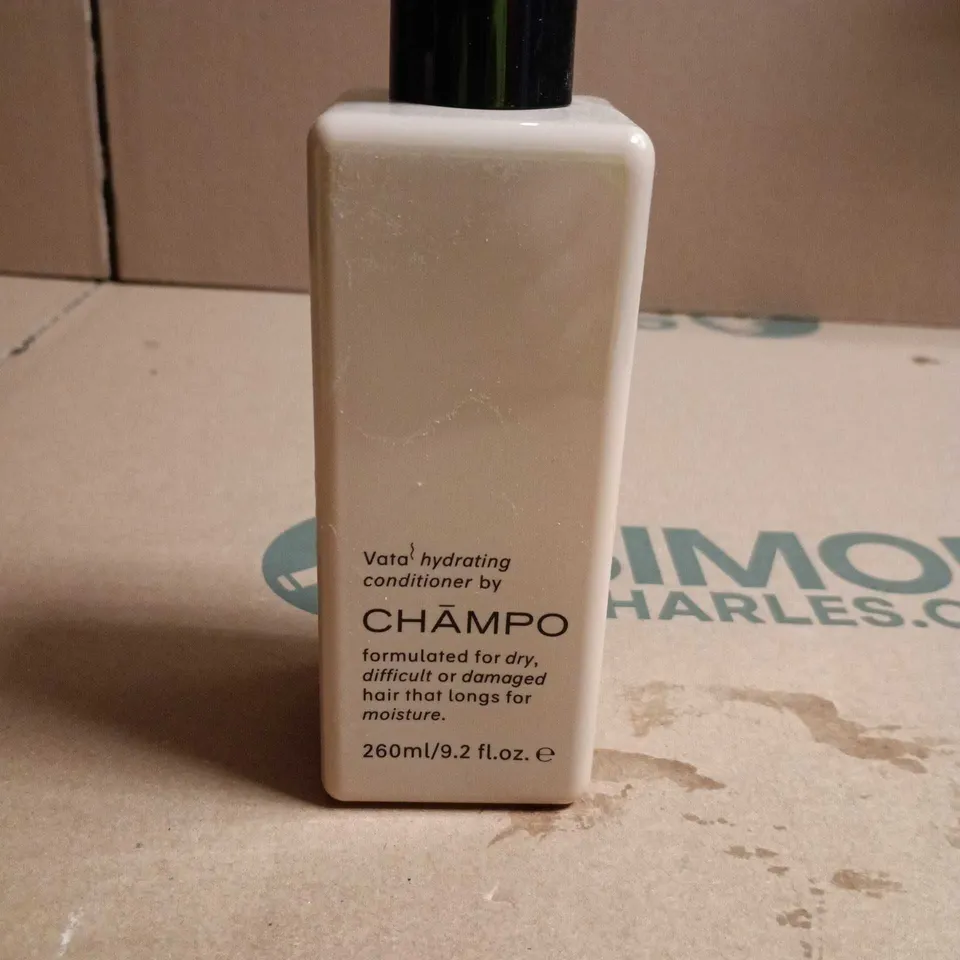 Vata hydrating
conditioner by
CHĀMPO
formulated for dry,
difficult or damaged
hair that longs for
moisture.
260ml/9.2 fl.oz. ℮
SIMO
HARLES.C